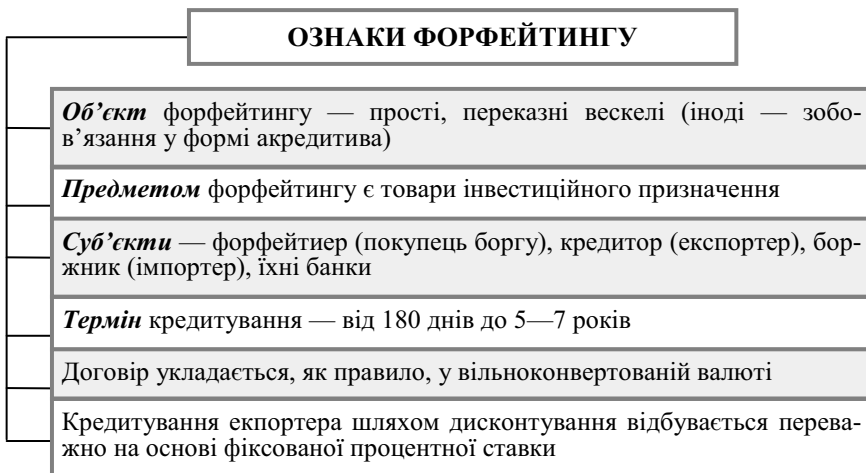 ОЗНАКИ ФОРФЕЙТИНГУ
Об’єкт форфейтингу — прості, переказні вескелі (іноді — зобо-
в’язання у формі акредитива)
Предметом форфейтингу є товари інвестиційного призначення
Суб’єкти — форфейтиер (покупець боргу), кредитор (експортер), бор-
жник (імпортер), їхні банки
Термін кредитування — від 180 днів до 5—7 років
Договір укладається, як правило, у вільноконвертованій валюті
Кредитування експортера шляхом дисконтування відбувається перева-
жно на основі фіксованої процентної ставки